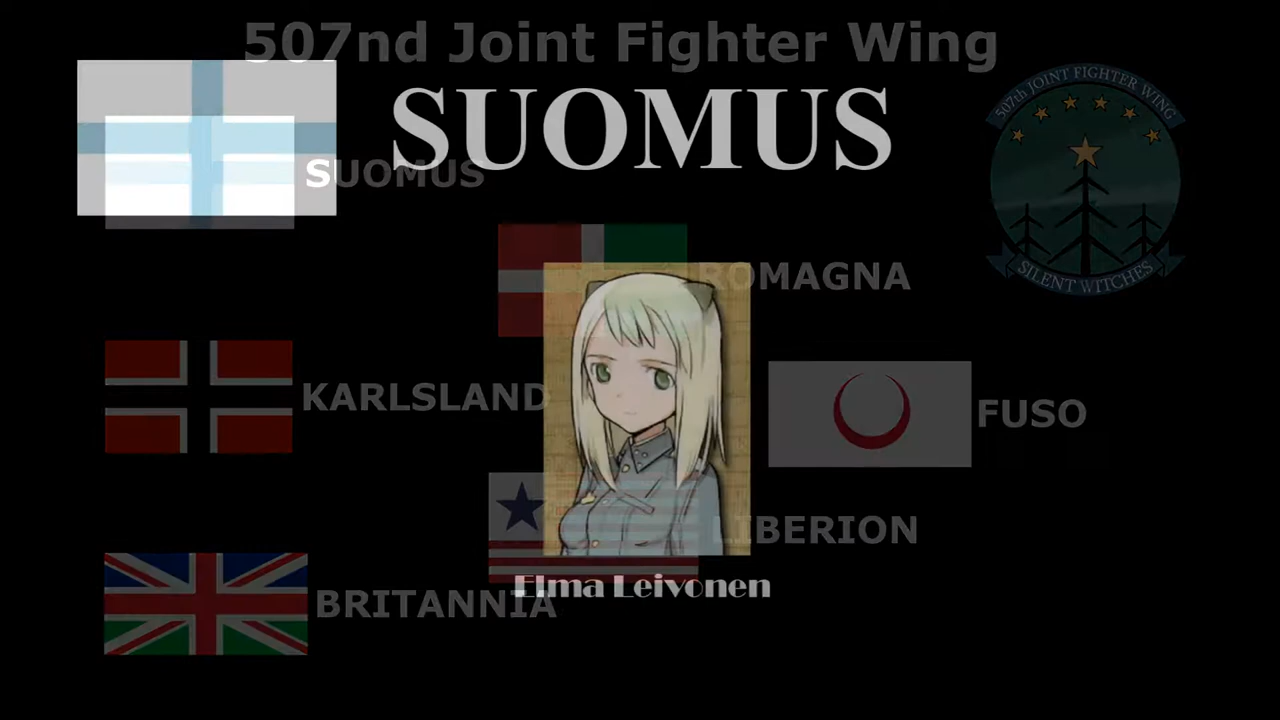 507nd Joint Fighter Wing
SUOMUS
507th JOINT FIGHTER WING
SUOMUS
ROMAGNA
SILENT WITCHES
KARLSLAND
FUSO
LIBERION
Elma Leivonen
BRITANNIA